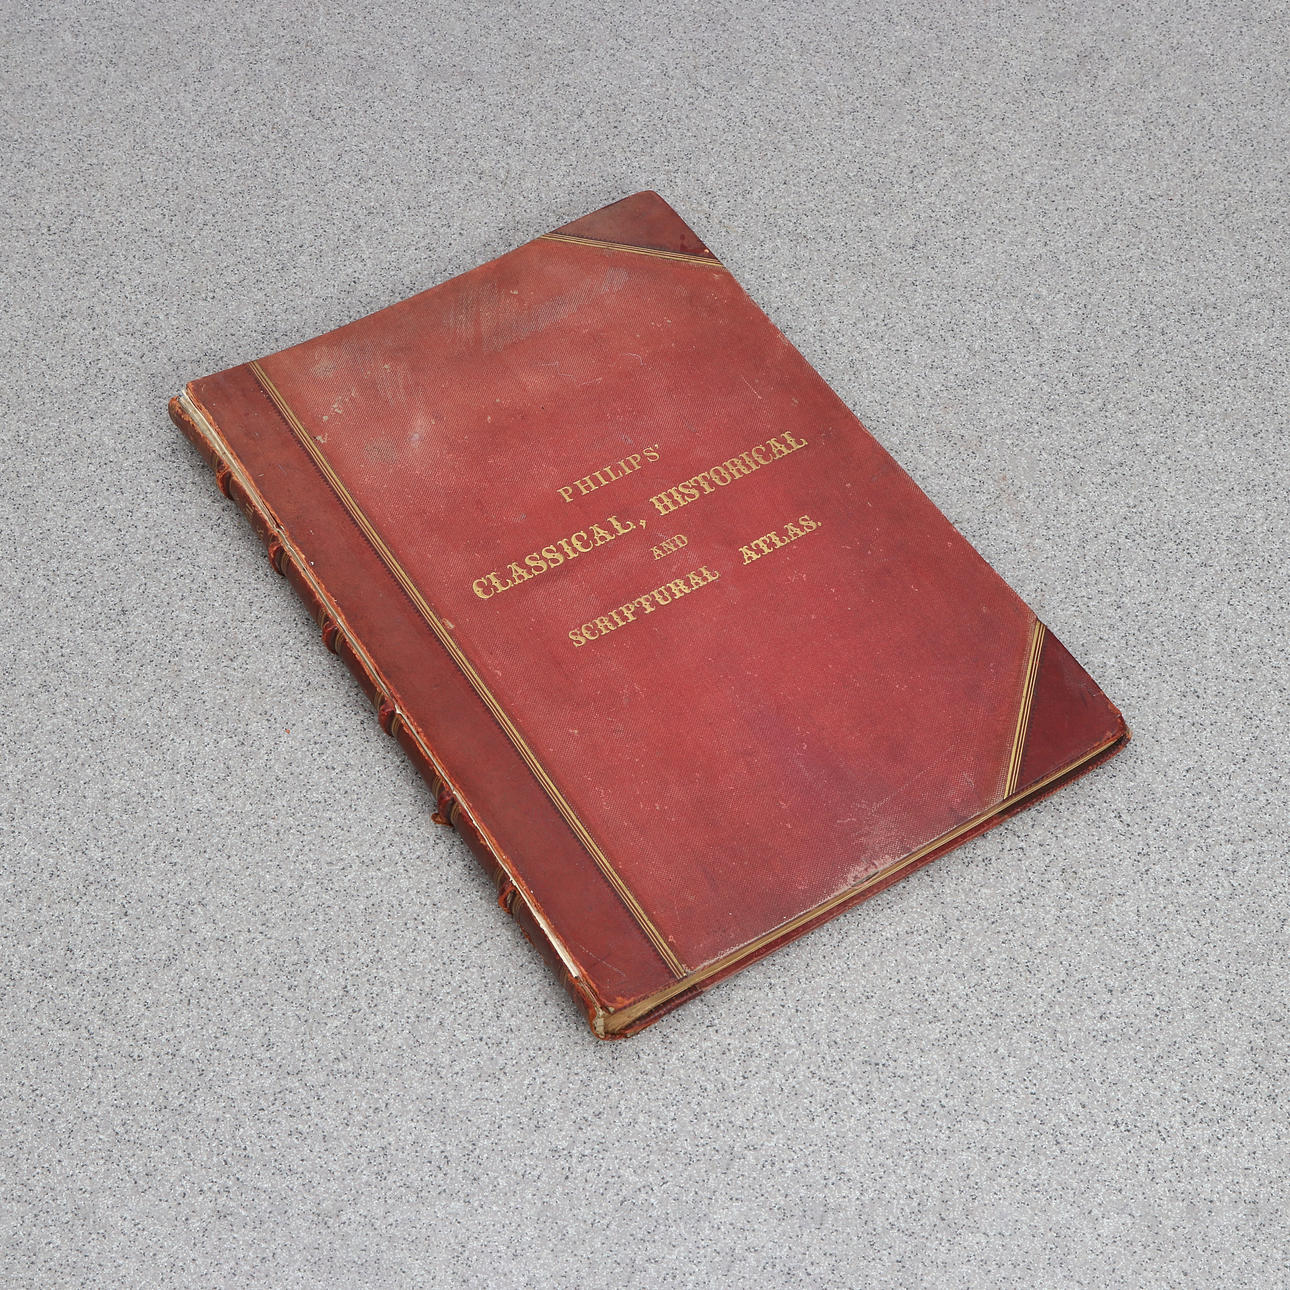 PHILIPS'
CLASSICAL, HISTORICAL
AND
SCRIPTURAL ATLAS.